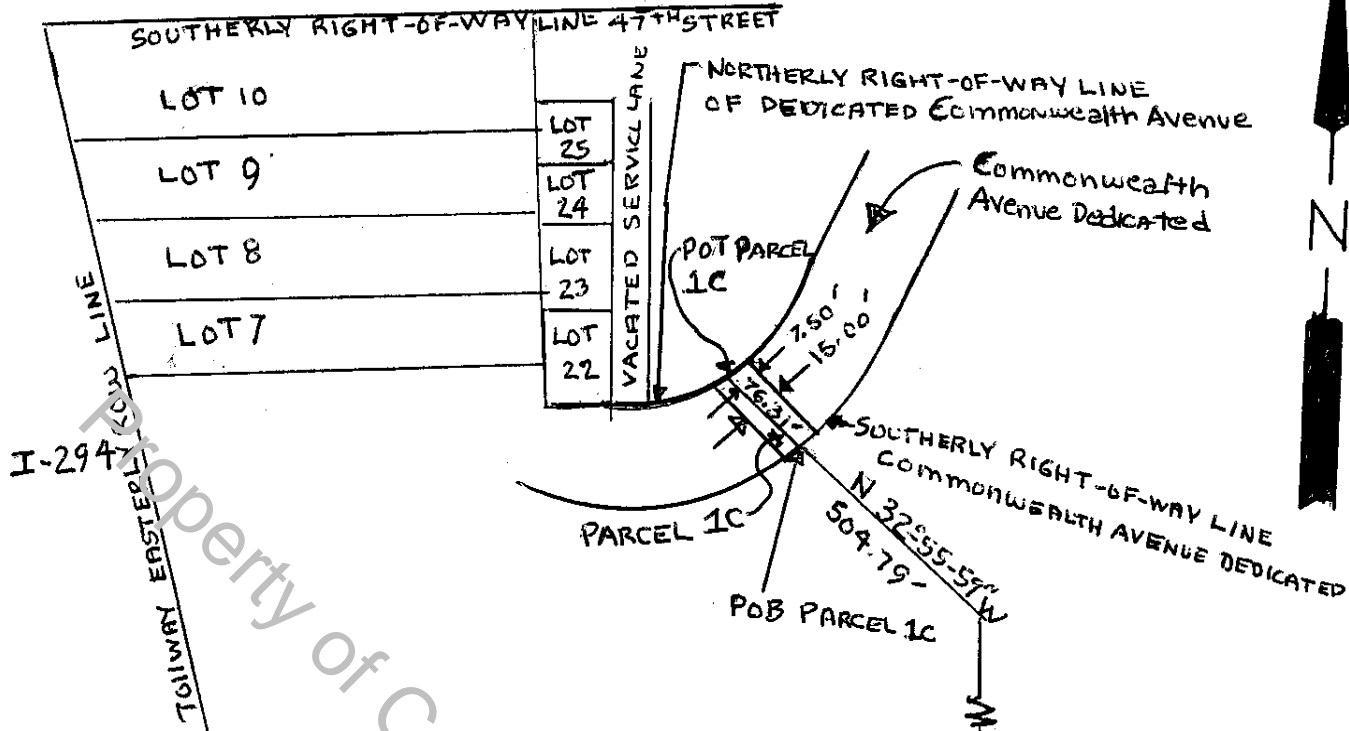 SOUTHERLY RIGHT-OF-WAY LINE 47TH STREET
LOT 10
LOT 9
LOT 8
LOT 7
LOT
25
LOT
24
LOT
23
LOT
22
VACATED SERVICE LANE
NORTHERLY RIGHT-OF-WAY LINE
OF DEDICATED Commonwealth Avenue
Commonwealth
Avenue Dedicated
N
POT PARCEL
1C
7.50'
15.00'
76.31'
SOUTHERLY RIGHT-OF-WAY LINE
COMMONWEALTH AVENUE DEDICATED
PARCEL 1C
N 32-55-59" W
504.79-
POB PARCEL 1C
I-294
TOLLWAY EASTERLY ROW LINE
Property of C